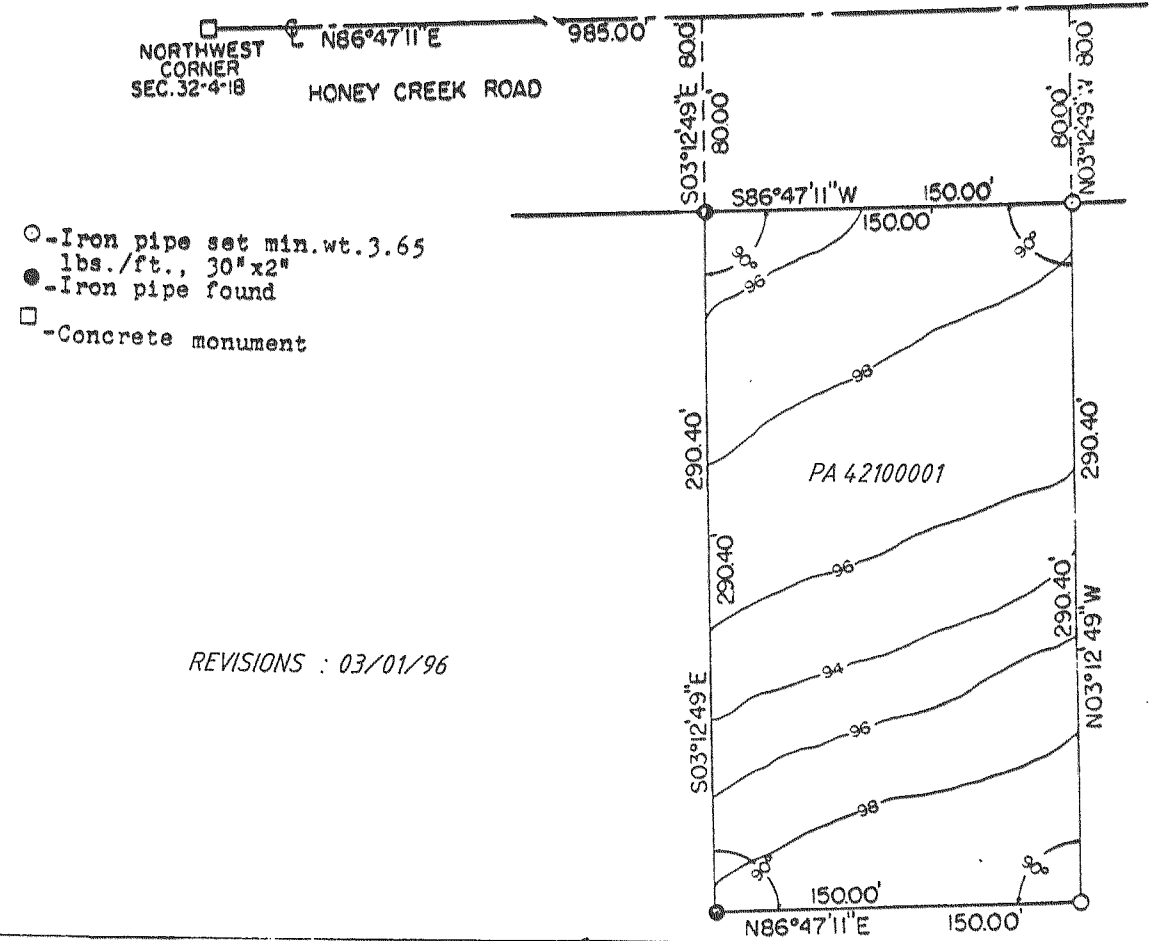 N86°47'11"E
985.00'
NORTHWEST
CORNER
SEC. 32-4-18
HONEY CREEK ROAD
S03°12'49"E 80.0'
80.00'
80.00'
N03°12'49"W 80.0'
S86°47'11"W
150.00'
150.00'
-Iron pipe set min.wt.3.65
lbs./ft., 30"x2"
-Iron pipe found
-Concrete monument
90°
90°
96
98
290.40'
290.40'
PA 42100001
96
290.40'
290.40'
94
REVISIONS : 03/01/96
S03°12'49"E
N03°12'49"W
96
98
90°
90°
150.00'
N86°47'11"E
150.00'